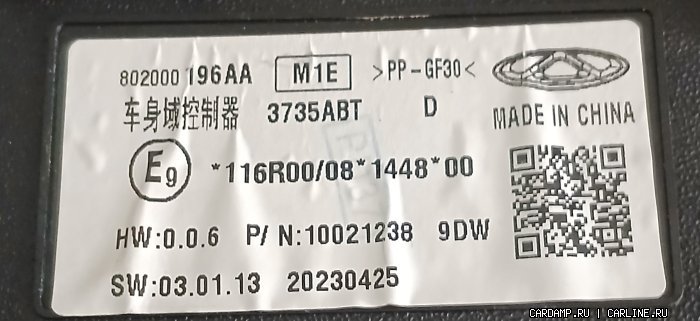 802000196AA M1E >PP-GF30<
车身域控制器 3735ABT D MADE IN CHINA
E9 *116R00/08*1448*00
HW:0.0.6 P/N:10021238 9DW
SW:03.01.13 20230425
CARDAMP.RU | CARLINE.RU